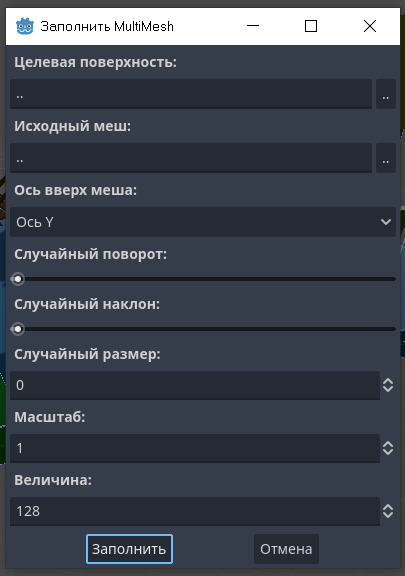 Заполнить MultiMesh
Целевая поверхность:
..
..
Исходный меш:
..
..
Ось вверх меша:
Ось Y
Случайный поворот:
Случайный наклон:
Случайный размер:
0
Масштаб:
1
Величина:
128
Заполнить
Отмена